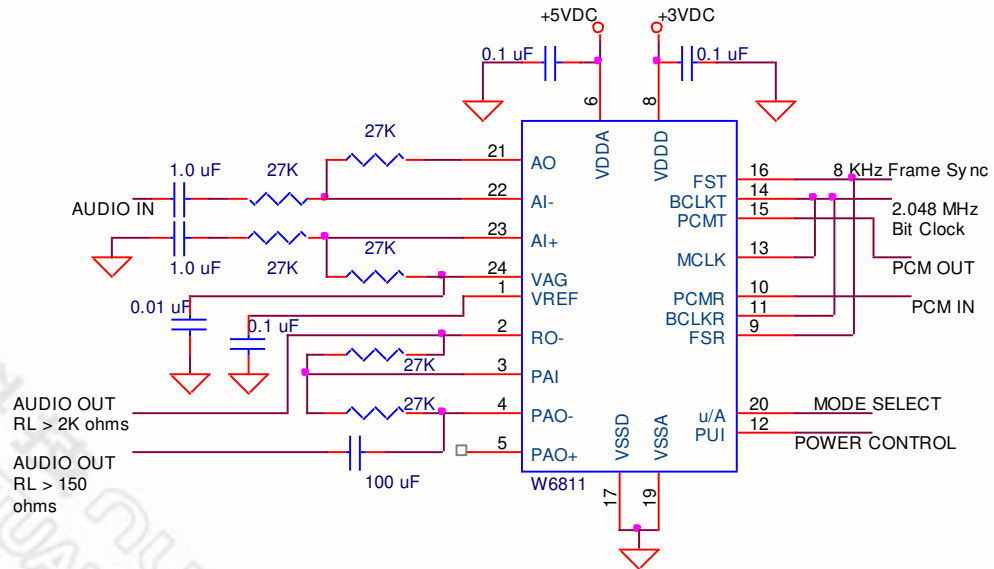 +5VDC
+3VDC
0.1 uF
0.1 uF
6
8
VDDA
VDDD
27K
21
AO
1.0 uF
27K
22
AI-
AUDIO IN
23
AI+
27K
1.0 uF
27K
24
VAG
1
VREF
0.01 uF
0.1 uF
2
RO-
27K
3
PAI
27K
4
PAO-
AUDIO OUT
RL > 2K ohms
5
PAO+
AUDIO OUT
RL > 150
ohms
100 uF
W6811
17
19
VSSD
VSSA
FST
16
8 KHz Frame Sync
BCLKT
14
PCMT
15
2.048 MHz
Bit Clock
MCLK
13
PCM OUT
PCMR
10
PCM IN
BCLKR
11
FSR
9
u/A
20
MODE SELECT
PUI
12
POWER CONTROL